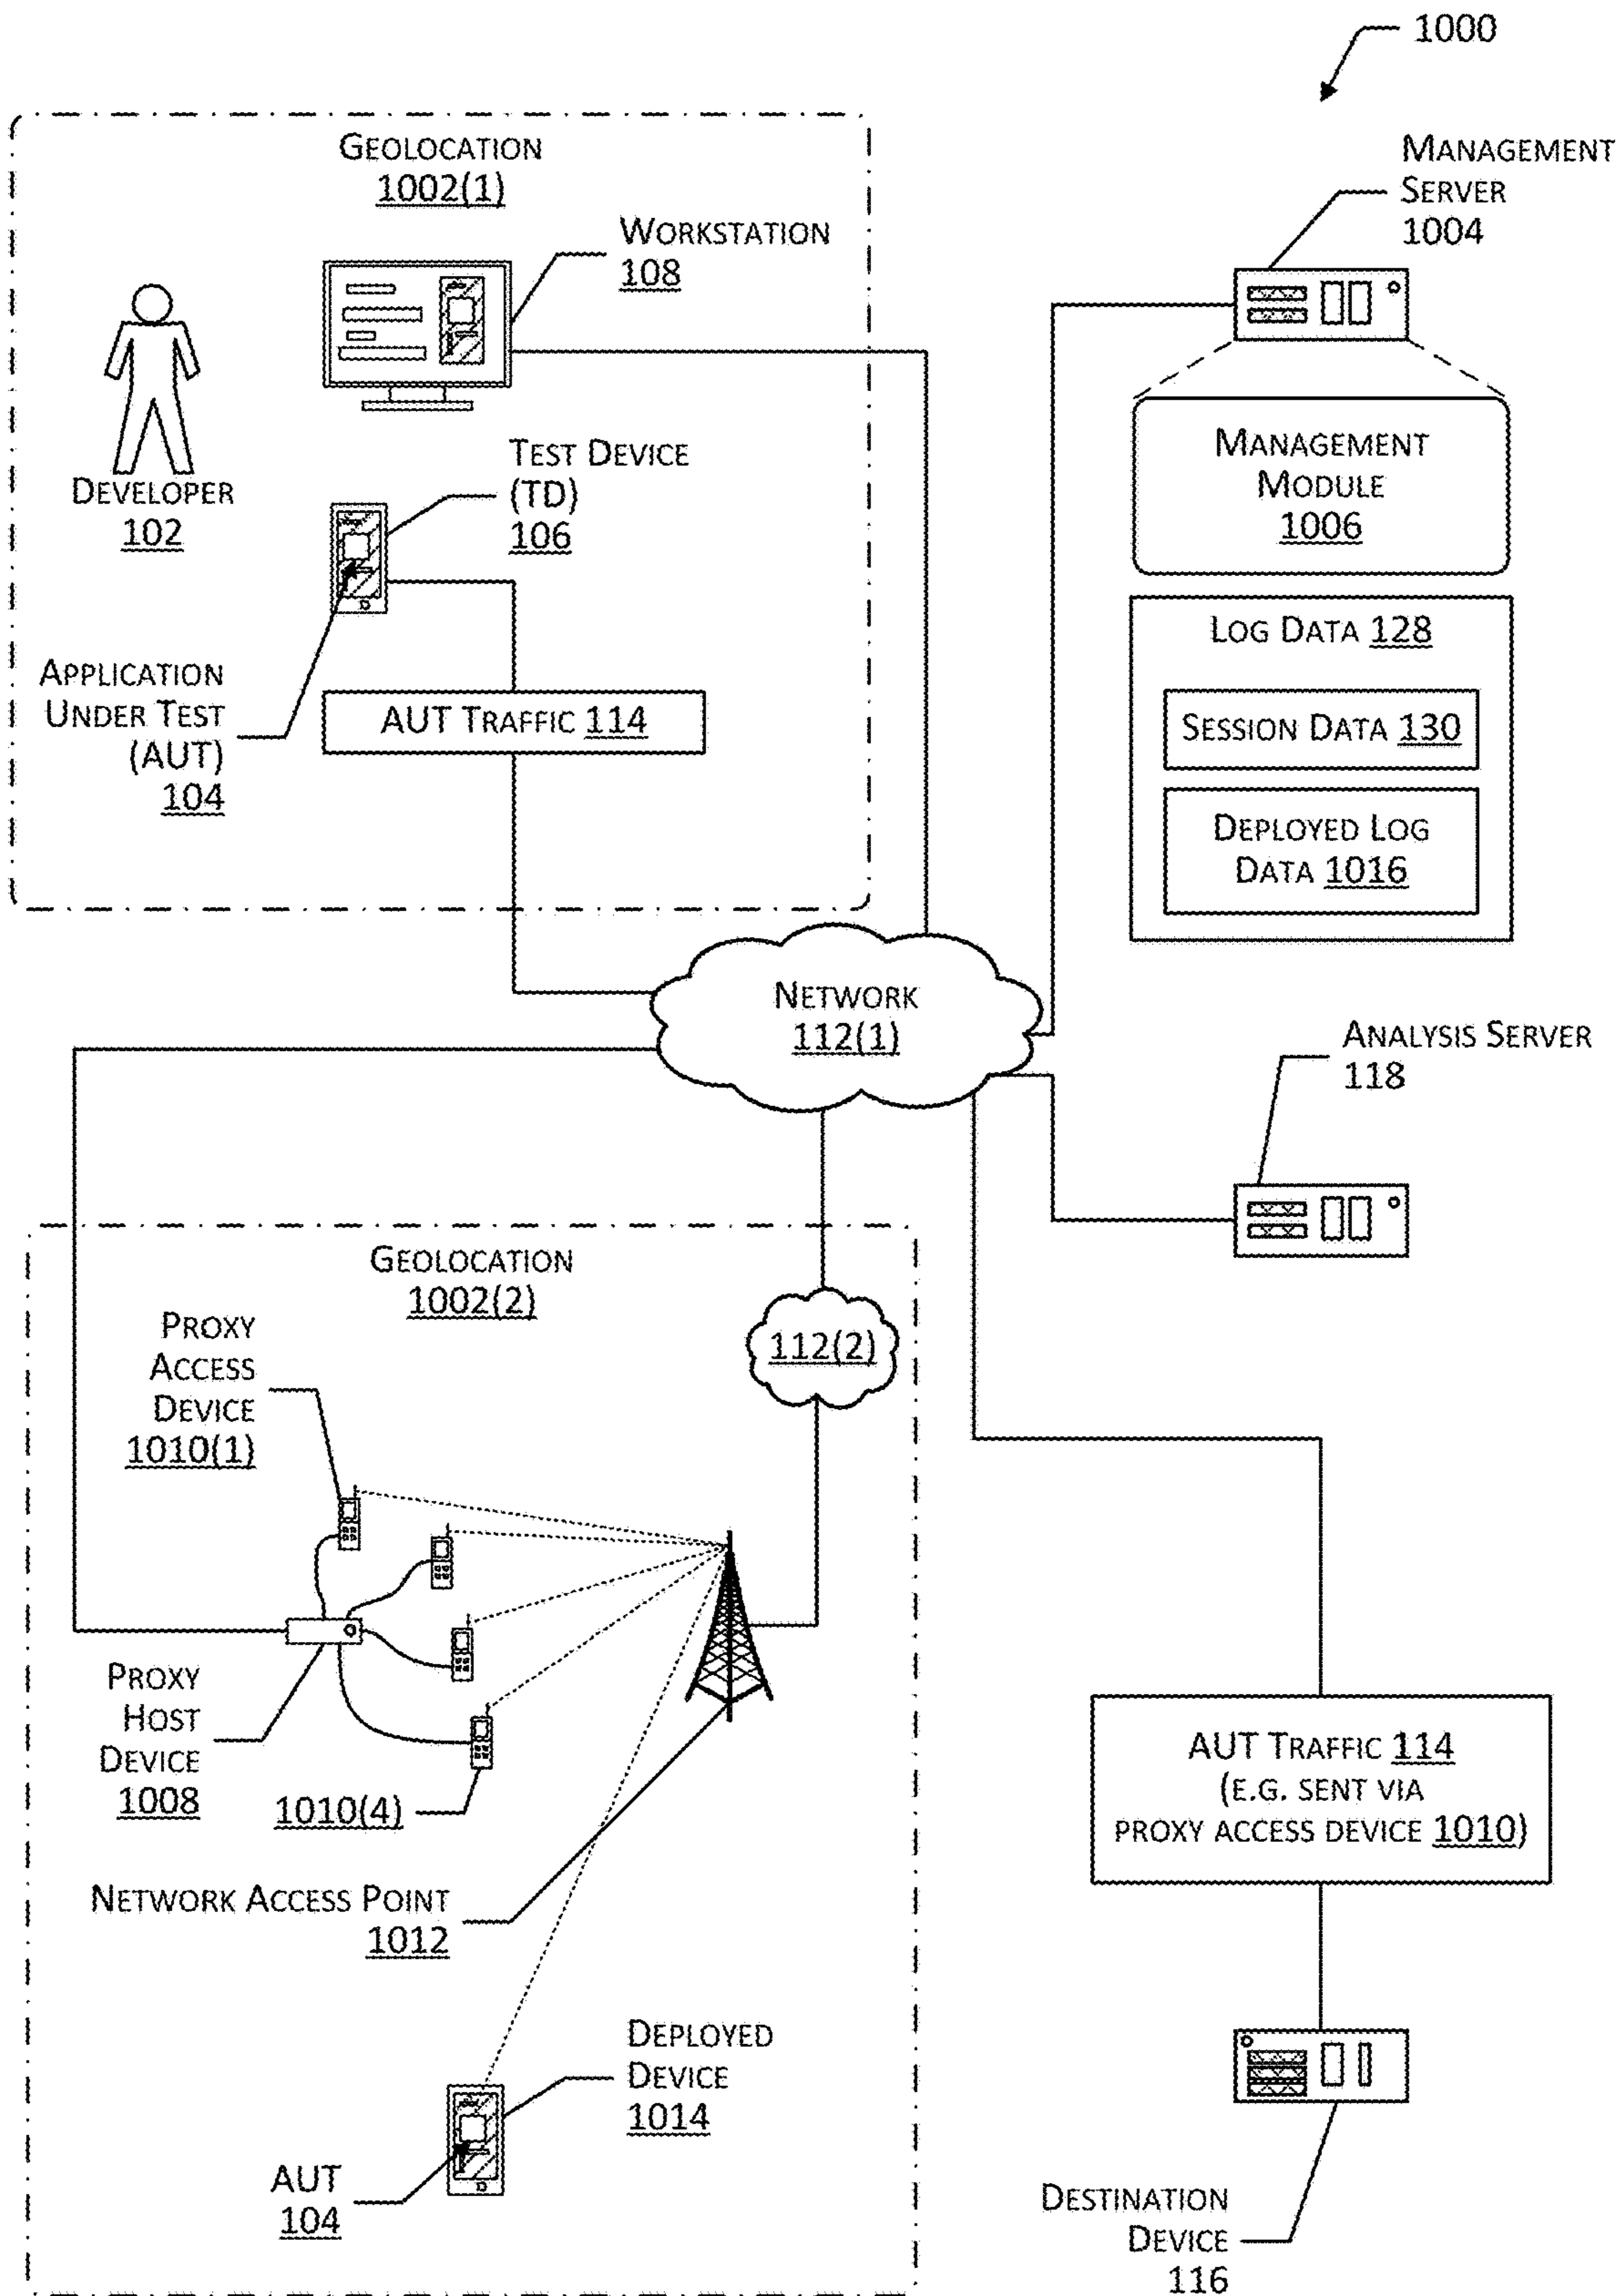 1000
GEOLOCATION
1002(1)
WORKSTATION
108
DEVELOPER
102
TEST DEVICE
(TD)
106
APPLICATION
UNDER TEST
(AUT)
104
AUT TRAFFIC 114
MANAGEMENT
SERVER
1004
MANAGEMENT
MODULE
1006
LOG DATA 128
SESSION DATA 130
DEPLOYED LOG
DATA 1016
NETWORK
112(1)
ANALYSIS SERVER
118
GEOLOCATION
1002(2)
112(2)
PROXY
ACCESS
DEVICE
1010(1)
PROXY
HOST
DEVICE
1008
1010(4)
NETWORK ACCESS POINT
1012
DEPLOYED
DEVICE
1014
AUT
104
AUT TRAFFIC 114
(E.G. SENT VIA
PROXY ACCESS DEVICE 1010)
DESTINATION
DEVICE
116